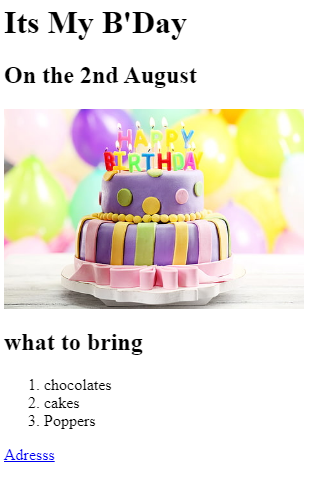 Its My B'Day
On the 2nd August
HAPPY
BIRTHDAY
what to bring
1. chocolates
2. cakes
3. Poppers
Adresss